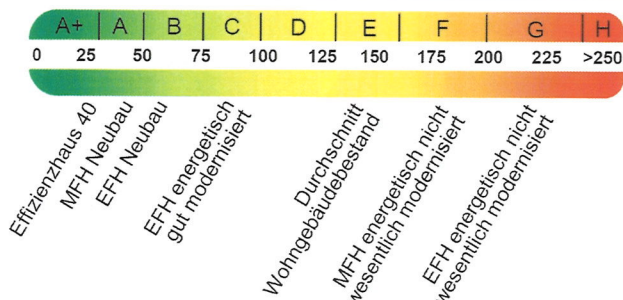 A+ A B C D E F G H
0 25 50 75 100 125 150 175 200 225 >250
Effizienzhaus 40
MFH Neubau
EFH Neubau
EFH energetisch
gut modernisiert
Durchschnitt
Wohngebäudebestand
MFH energetisch nicht
wesentlich modernisiert
EFH energetisch nicht
wesentlich modernisiert